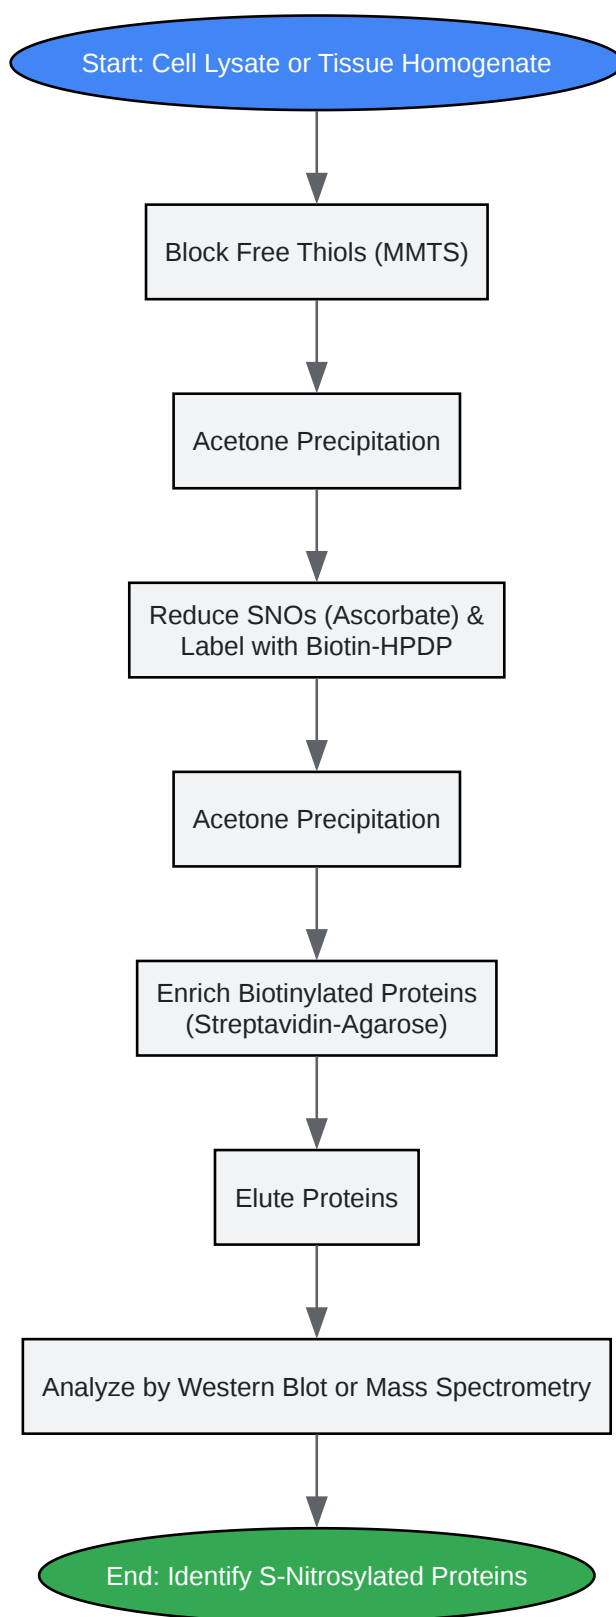 Start: Cell Lysate or Tissue Homogenate
Block Free Thiols (MMTS)
Acetone Precipitation
Reduce SNOs (Ascorbate) &
Label with Biotin-HPDP
Acetone Precipitation
Enrich Biotinylated Proteins
(Streptavidin-Agarose)
Elute Proteins
Analyze by Western Blot or Mass Spectrometry
End: Identify S-Nitrosylated Proteins